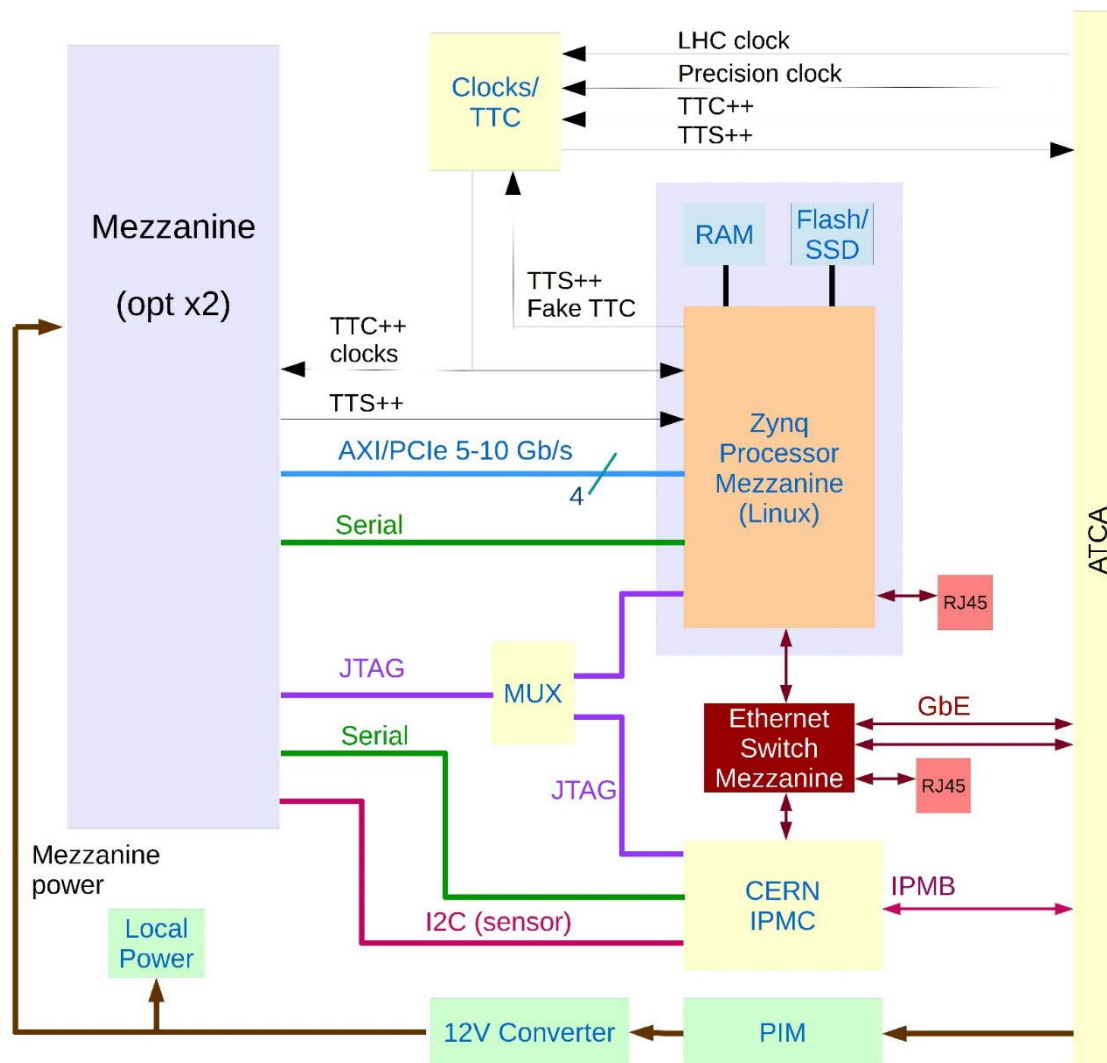 LHC clock
Precision clock
TTC++
TTS++
Clocks/
TTC
Mezzanine
(opt x2)
RAM
Flash/
SSD
TTS++
Fake TTC
TTC++
clocks
TTS++
AXI/PCIe 5-10 Gb/s
4
Zynq
Processor
Mezzanine
(Linux)
Serial
ATCA
RJ45
JTAG
MUX
Ethernet
Switch
Mezzanine
GbE
RJ45
Serial
JTAG
Mezzanine
power
CERN
IPMC
IPMB
I2C (sensor)
Local
Power
12V Converter
PIM